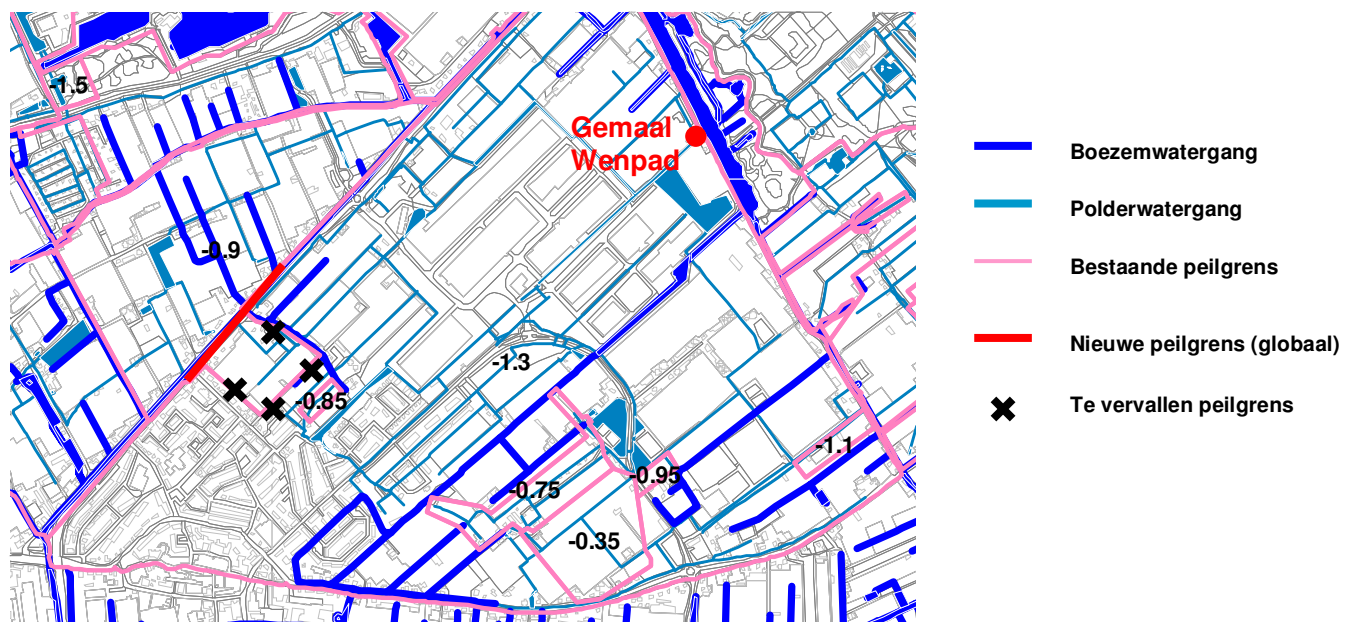 -1.5
Gemaal
Wenpad
-0.9
-1.3
-0.85
-1.1
-0.95
-0.75
-0.35
Boezemwatergang
Polderwatergang
Bestaande peilgrens
Nieuwe peilgrens (globaal)
Te vervallen peilgrens